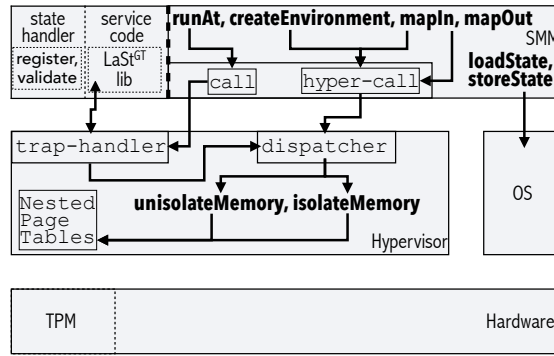 state handler
service code
runAt, createEnvironment, mapIn, mapOut
SMM
register, validate
LaStGT lib
loadState, storeState
call
hyper-call
trap-handler
dispatcher
OS
Nested Page Tables
unisolateMemory, isolateMemory
Hypervisor
TPM
Hardware